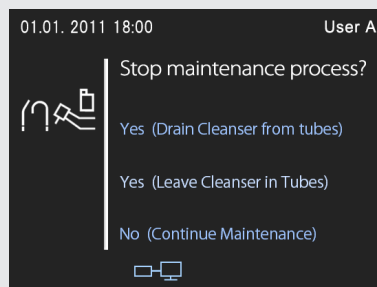 01.01. 2011 18:00 User A
Stop maintenance process?
Yes (Drain Cleanser from tubes)
Yes (Leave Cleanser in Tubes)
No (Continue Maintenance)